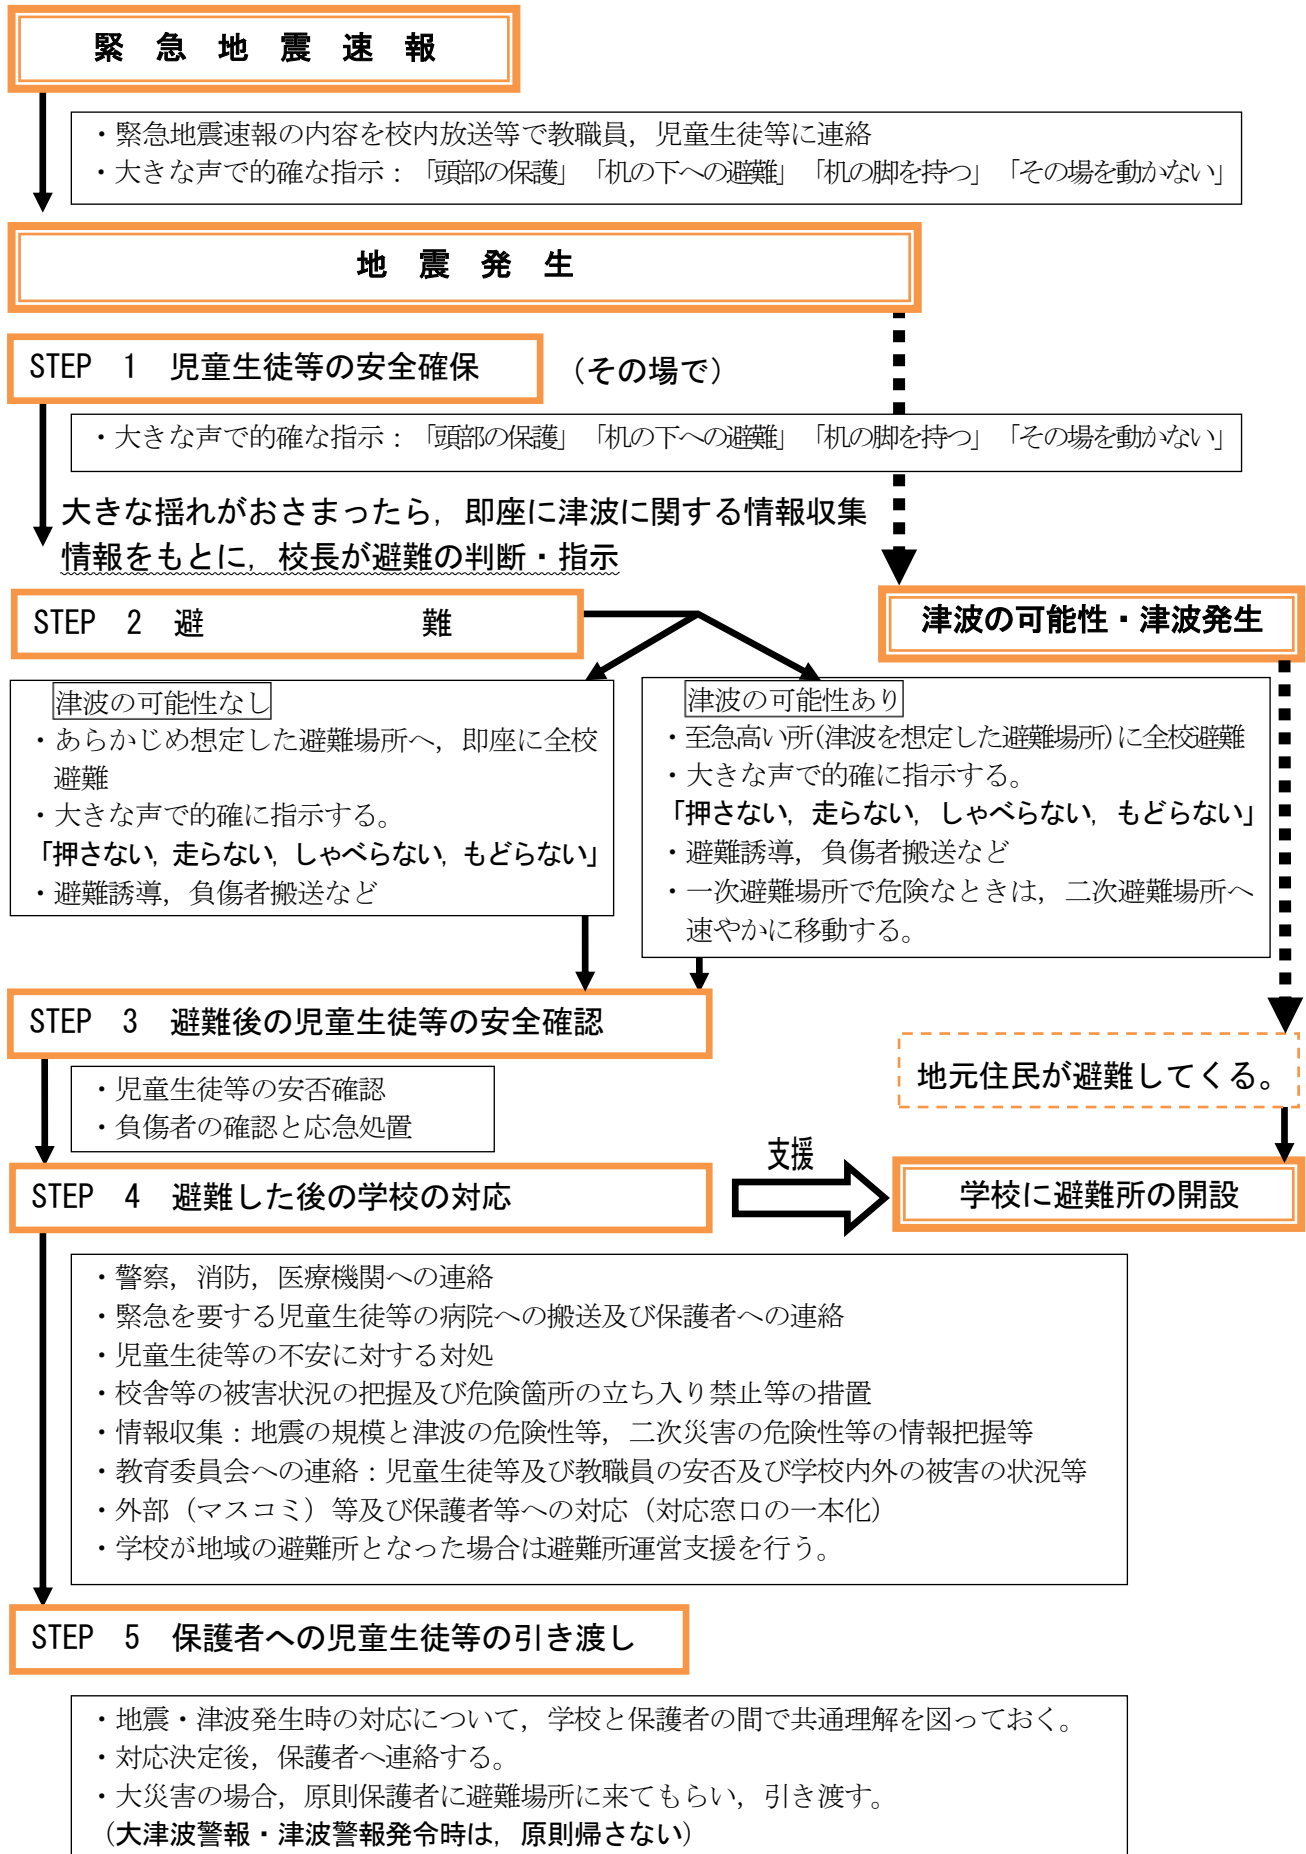 緊急地震速報
・緊急地震速報の内容を校内放送等で教職員，児童生徒等に連絡
・大きな声で的確な指示：「頭部の保護」「机の下への避難」「机の脚を持つ」「その場を動かない」
地震発生
STEP 1 児童生徒等の安全確保 （その場で）
・大きな声で的確な指示：「頭部の保護」「机の下への避難」「机の脚を持つ」「その場を動かない」
大きな揺れがおさまったら，即座に津波に関する情報収集
情報をもとに，校長が避難の判断・指示
STEP 2 避 難
津波の可能性・津波発生
津波の可能性なし
・あらかじめ想定した避難場所へ，即座に全校
避難
・大きな声で的確に指示する。
「押さない，走らない，しゃべらない，もどらない」
・避難誘導，負傷者搬送など
津波の可能性あり
・至急高い所(津波を想定した避難場所)に全校避難
・大きな声で的確に指示する。
「押さない，走らない，しゃべらない，もどらない」
・避難誘導，負傷者搬送など
・一次避難場所で危険なときは，二次避難場所へ
速やかに移動する。
STEP 3 避難後の児童生徒等の安全確認
地元住民が避難してくる。
・児童生徒等の安否確認
・負傷者の確認と応急処置
支援
STEP 4 避難した後の学校の対応
学校に避難所の開設
・警察，消防，医療機関への連絡
・緊急を要する児童生徒等の病院への搬送及び保護者への連絡
・児童生徒等の不安に対する対処
・校舎等の被害状況の把握及び危険箇所の立ち入り禁止等の措置
・情報収集：地震の規模と津波の危険性等，二次災害の危険性等の情報把握等
・教育委員会への連絡：児童生徒等及び教職員の安否及び学校内外の被害の状況等
・外部（マスコミ）等及び保護者等への対応（対応窓口の一本化）
・学校が地域の避難所となった場合は避難所運営支援を行う。
STEP 5 保護者への児童生徒等の引き渡し
・地震・津波発生時の対応について，学校と保護者の間で共通理解を図っておく。
・対応決定後，保護者へ連絡する。
・大災害の場合，原則保護者に避難場所に来てもらい，引き渡す。
（大津波警報・津波警報発令時は，原則帰さない）